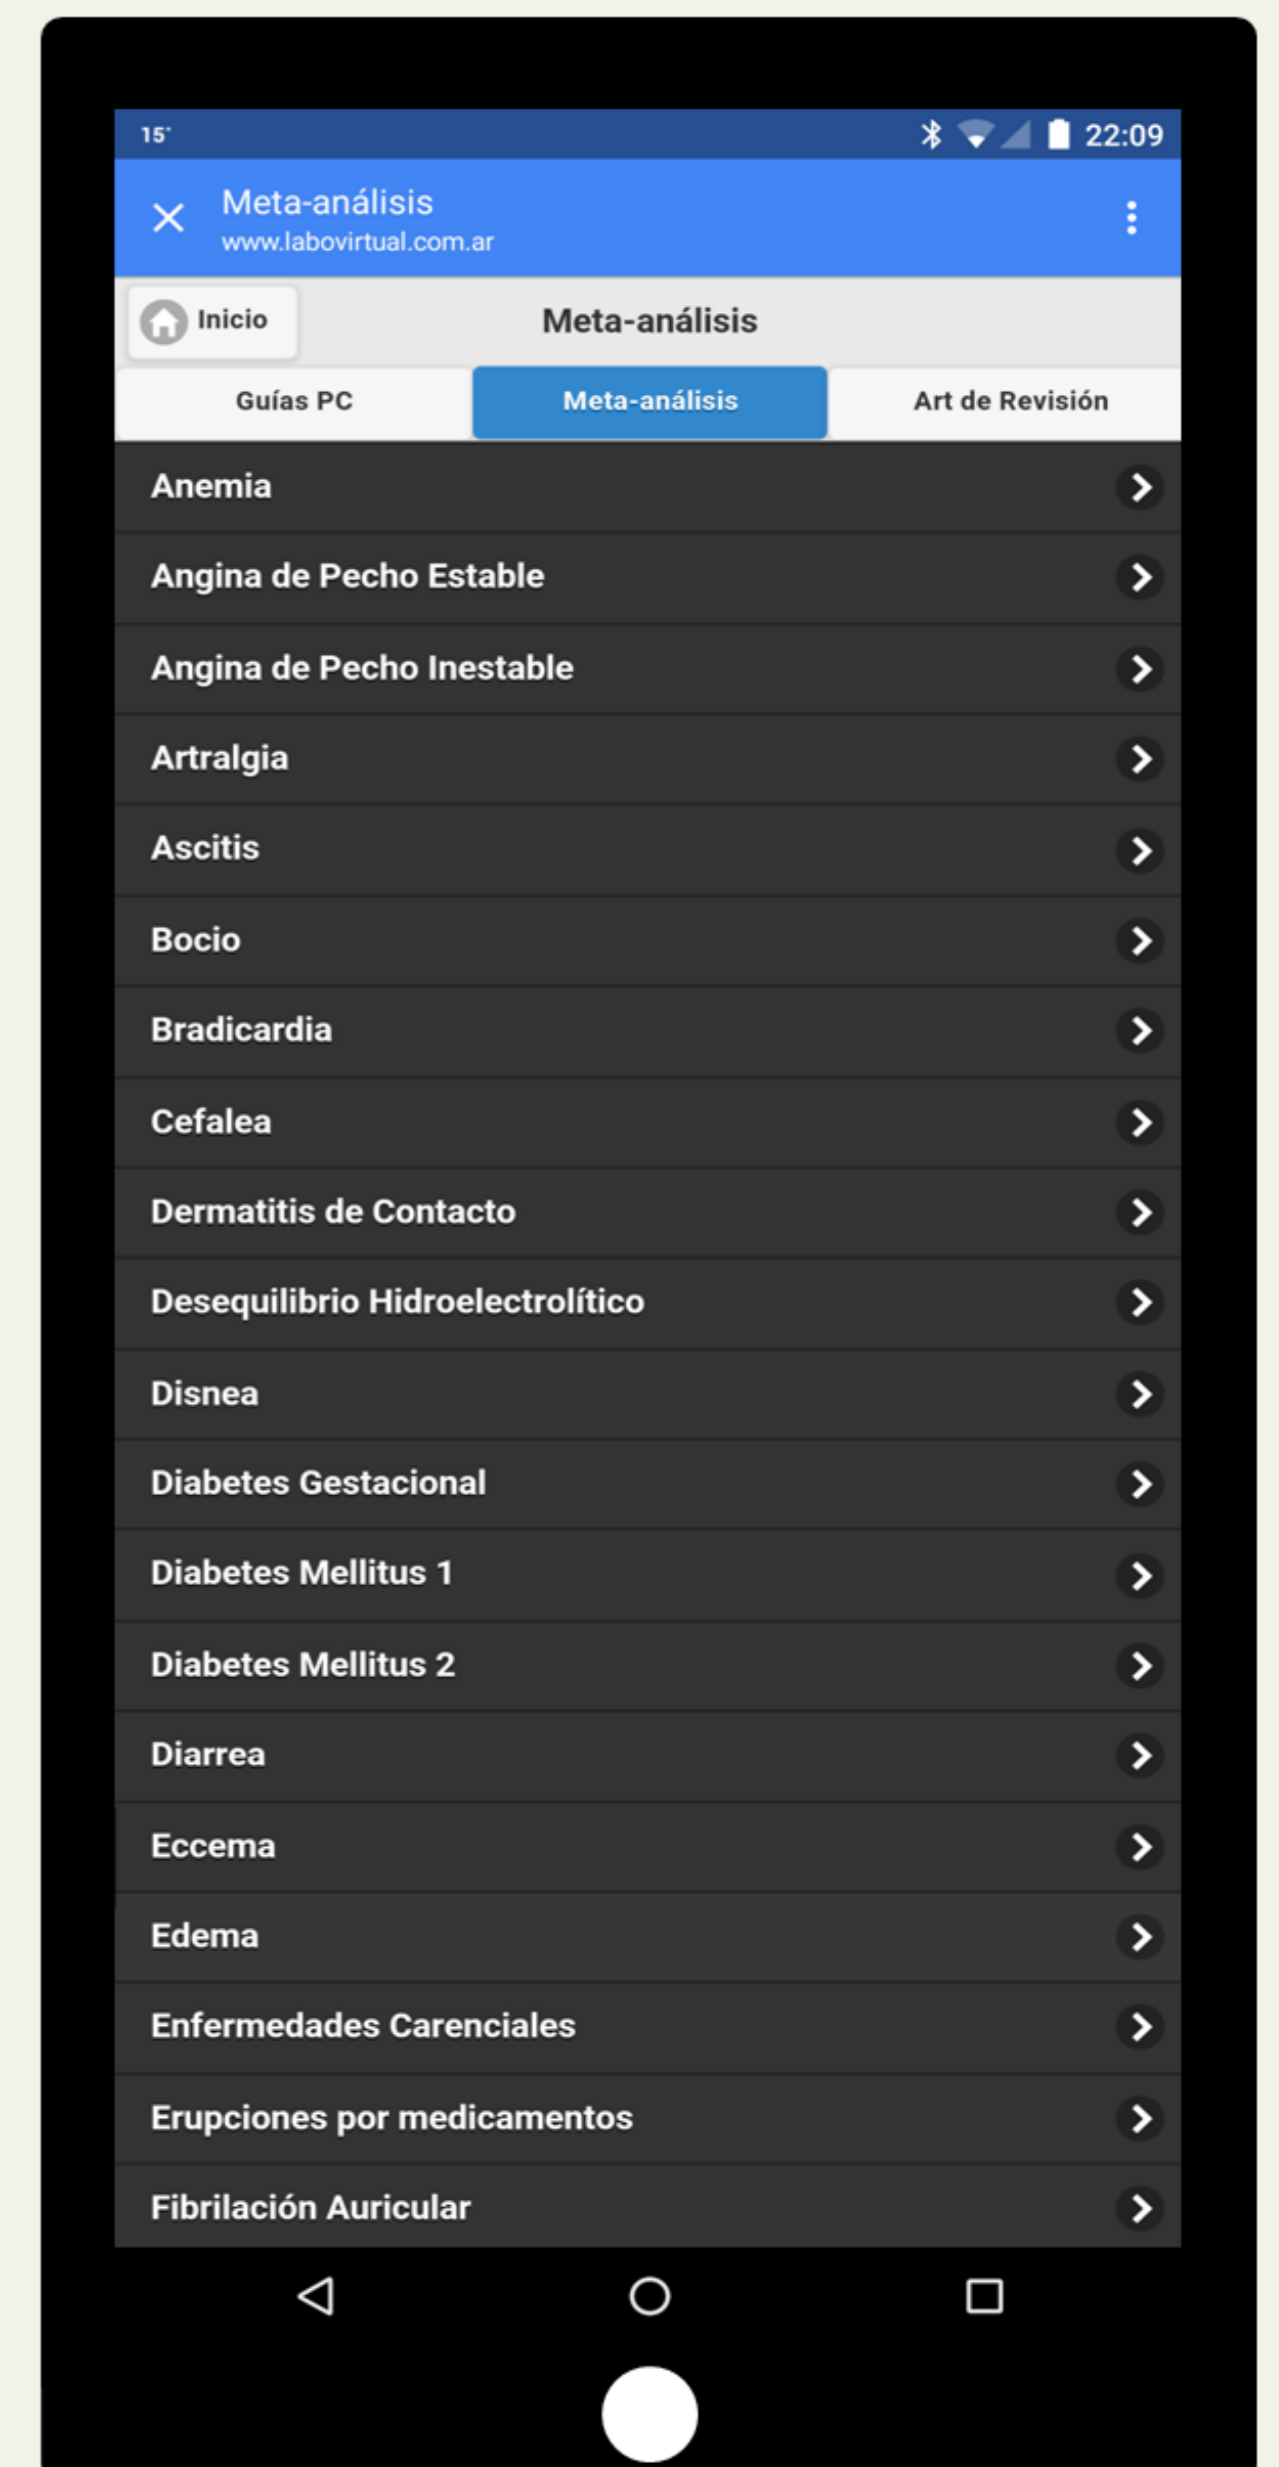 15°
22:09
Meta-análisis
www.labovirtual.com.ar
Inicio
Meta-análisis
Guías PC
Meta-análisis
Art de Revisión
Anemia
Angina de Pecho Estable
Angina de Pecho Inestable
Artralgia
Ascitis
Bocio
Bradicardia
Cefalea
Dermatitis de Contacto
Desequilibrio Hidroelectrolítico
Disnea
Diabetes Gestacional
Diabetes Mellitus 1
Diabetes Mellitus 2
Diarrea
Eccema
Edema
Enfermedades Carenciales
Erupciones por medicamentos
Fibrilación Auricular